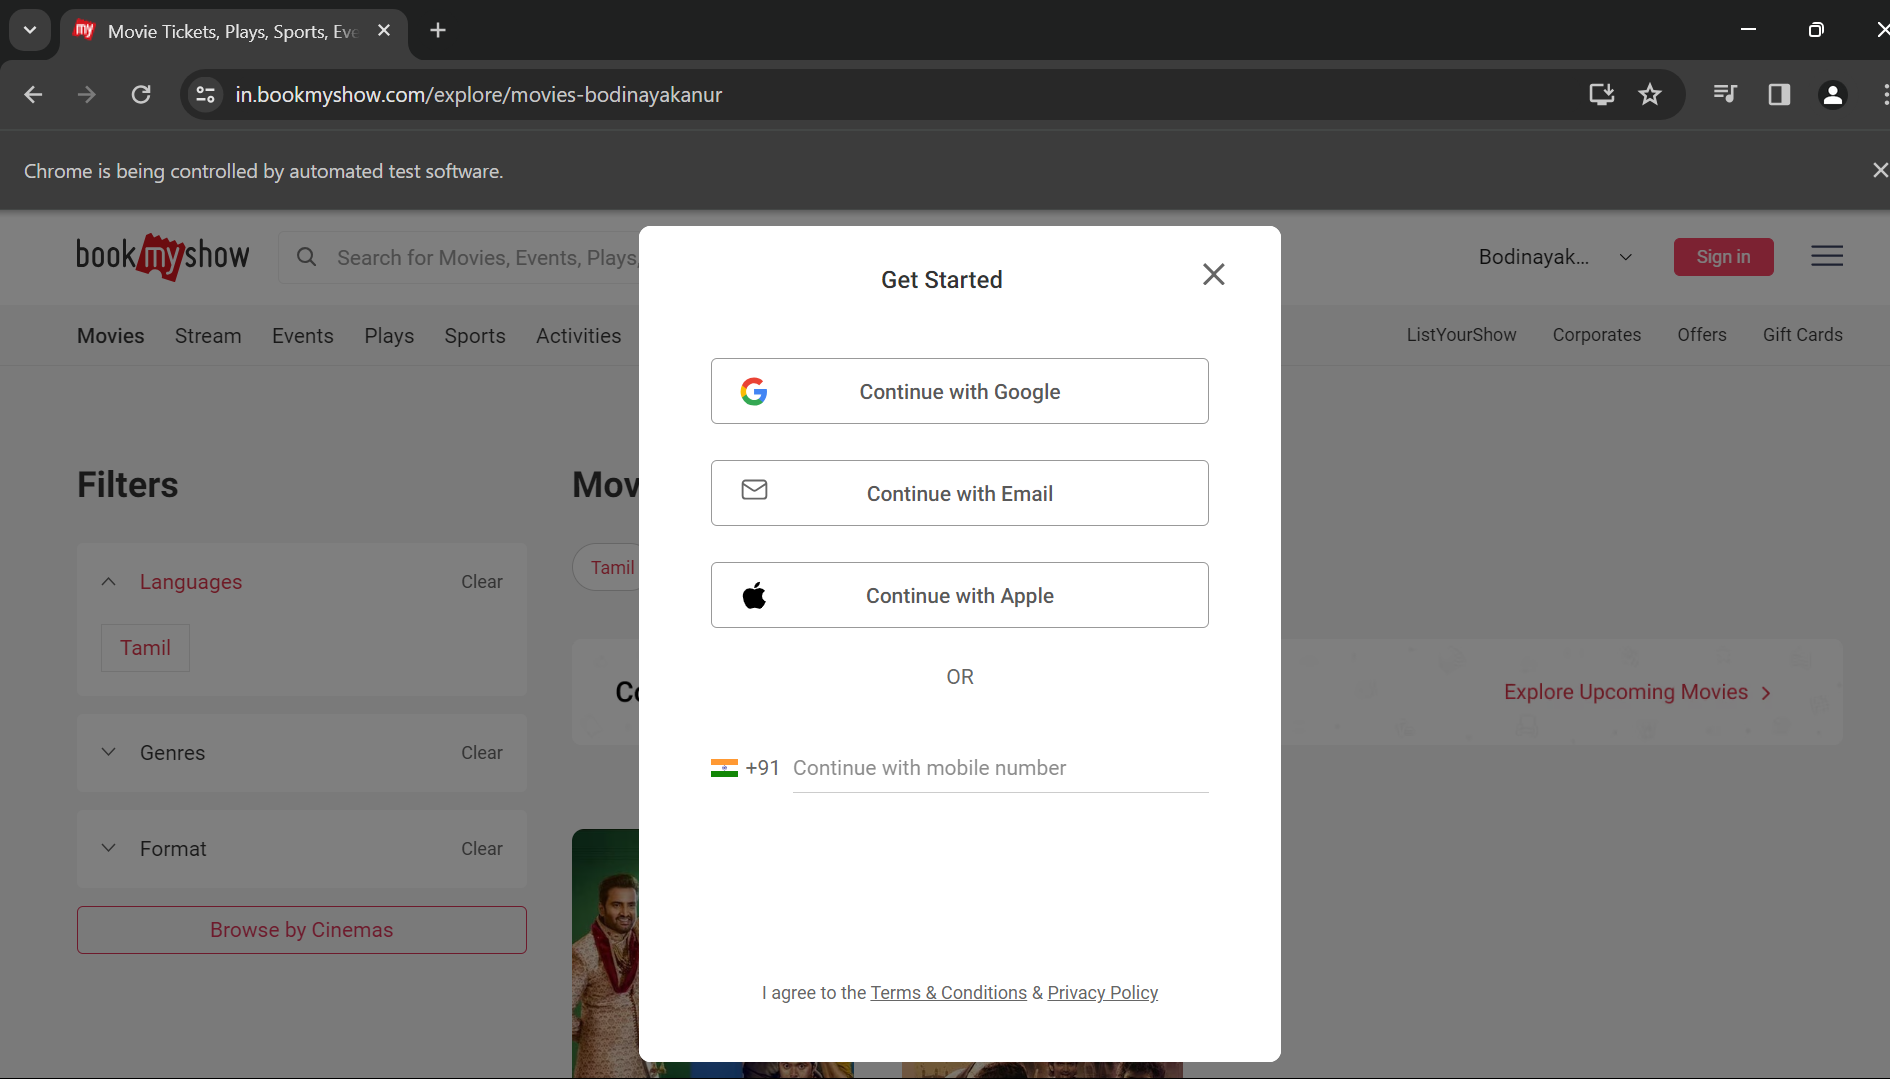 my Movie Tickets, Plays, Sports, Eve
in.bookmyshow.com/explore/movies-bodinayakanur
Chrome is being controlled by automated test software.
bookmyshow
Search for Movies, Events, Plays,
Bodinayak...
Sign in
Movies Stream Events Plays Sports Activities
ListYourShow Corporates Offers Gift Cards
Get Started
Continue with Google
Continue with Email
Continue with Apple
OR
+91 Continue with mobile number
I agree to the Terms & Conditions & Privacy Policy
Filters
Languages Clear
Tamil
Genres Clear
Format Clear
Browse by Cinemas
Mov
Tamil
Co
Explore Upcoming Movies